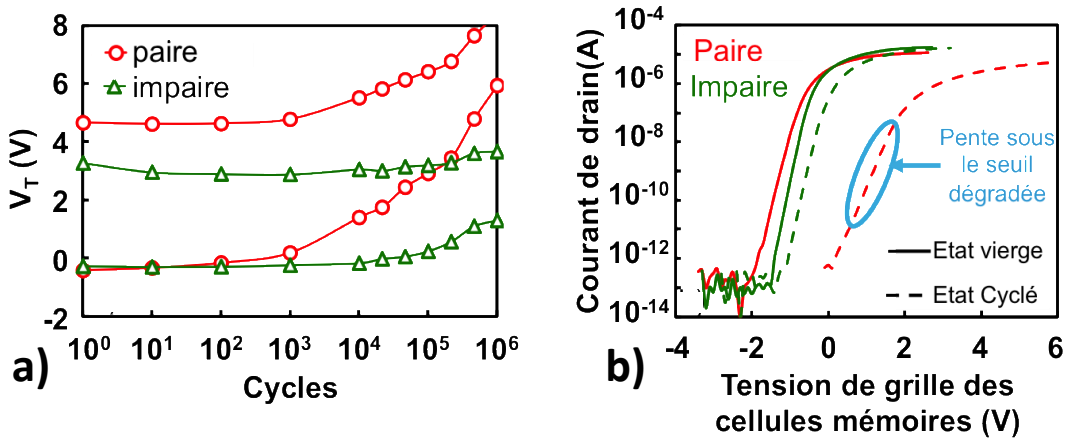 8
6
4
2
0
-2
V_T (V)
paire
impaire
10^0 10^1 10^2 10^3 10^4 10^5 10^6
Cycles
a)
10^-4
10^-6
10^-8
10^-10
10^-12
10^-14
Courant de drain(A)
Paire
Impaire
Pente sous
le seuil
dégradée
Etat vierge
Etat Cyclé
-4 -2 0 2 4 6
Tension de grille des
cellules mémoires (V)
b)